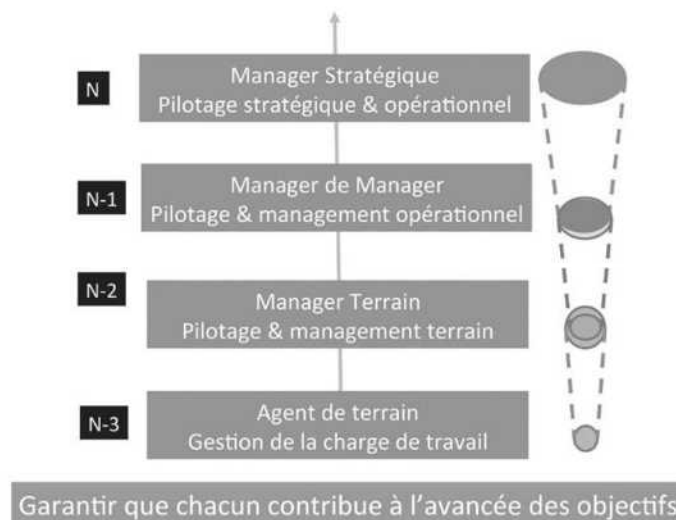 N
Manager Stratégique
Pilotage stratégique & opérationnel
N-1
Manager de Manager
Pilotage & management opérationnel
N-2
Manager Terrain
Pilotage & management terrain
N-3
Agent de terrain
Gestion de la charge de travail
Garantir que chacun contribue à l'avancée des objectifs